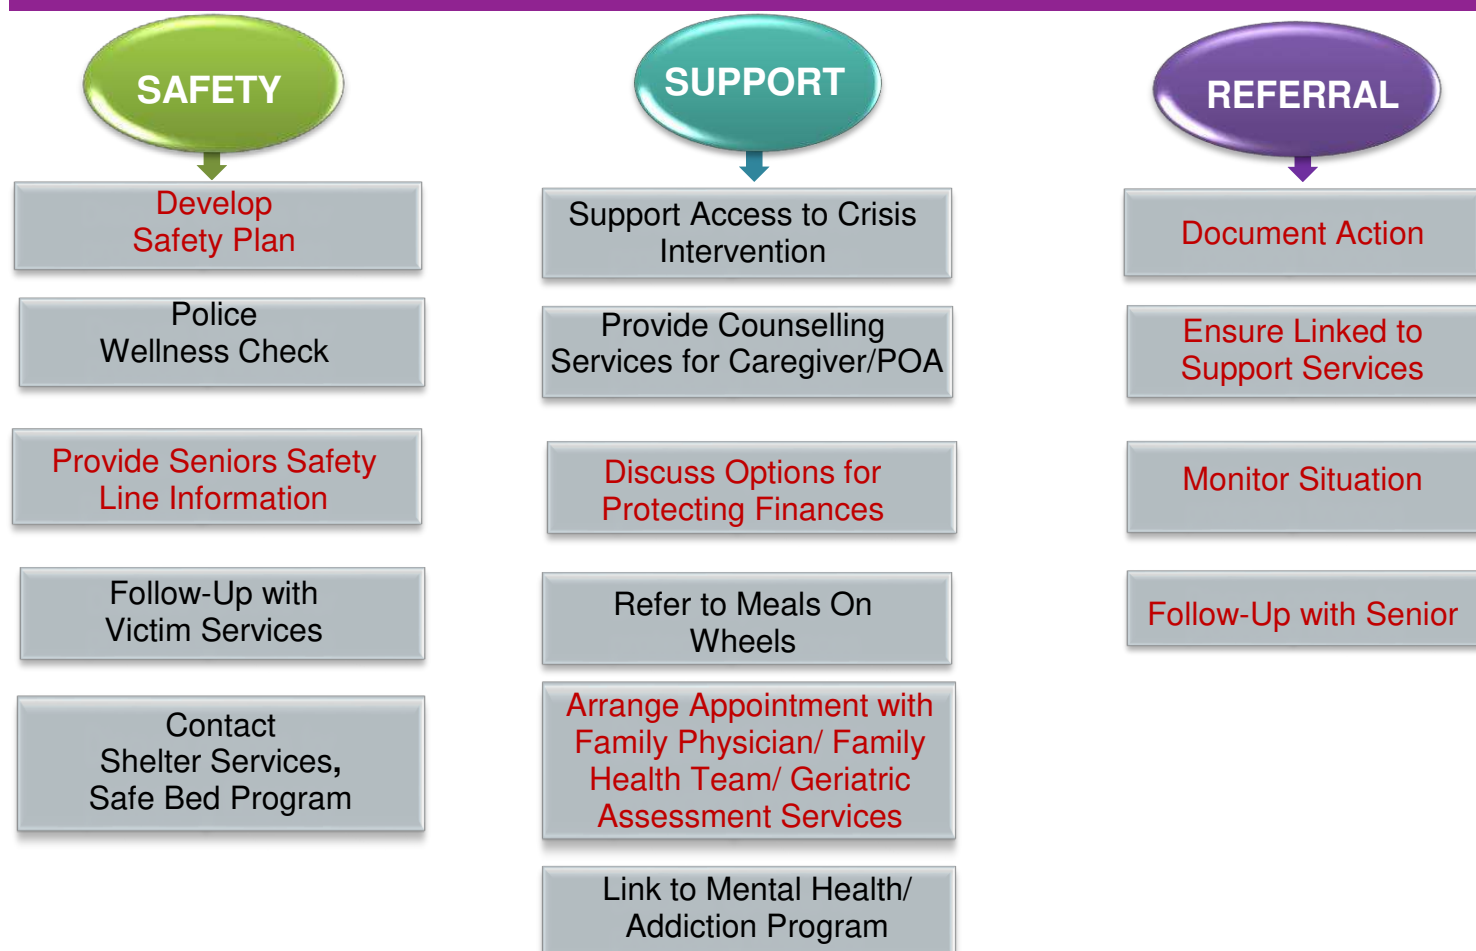 SAFETY
Develop
Safety Plan
Police
Wellness Check
Provide Seniors Safety
Line Information
Follow-Up with
Victim Services
Contact
Shelter Services,
Safe Bed Program
SUPPORT
Support Access to Crisis
Intervention
Provide Counselling
Services for Caregiver/POA
Discuss Options for
Protecting Finances
Refer to Meals On
Wheels
Arrange Appointment with
Family Physician/ Family
Health Team/ Geriatric
Assessment Services
Link to Mental Health/
Addiction Program
REFERRAL
Document Action
Ensure Linked to
Support Services
Monitor Situation
Follow-Up with Senior